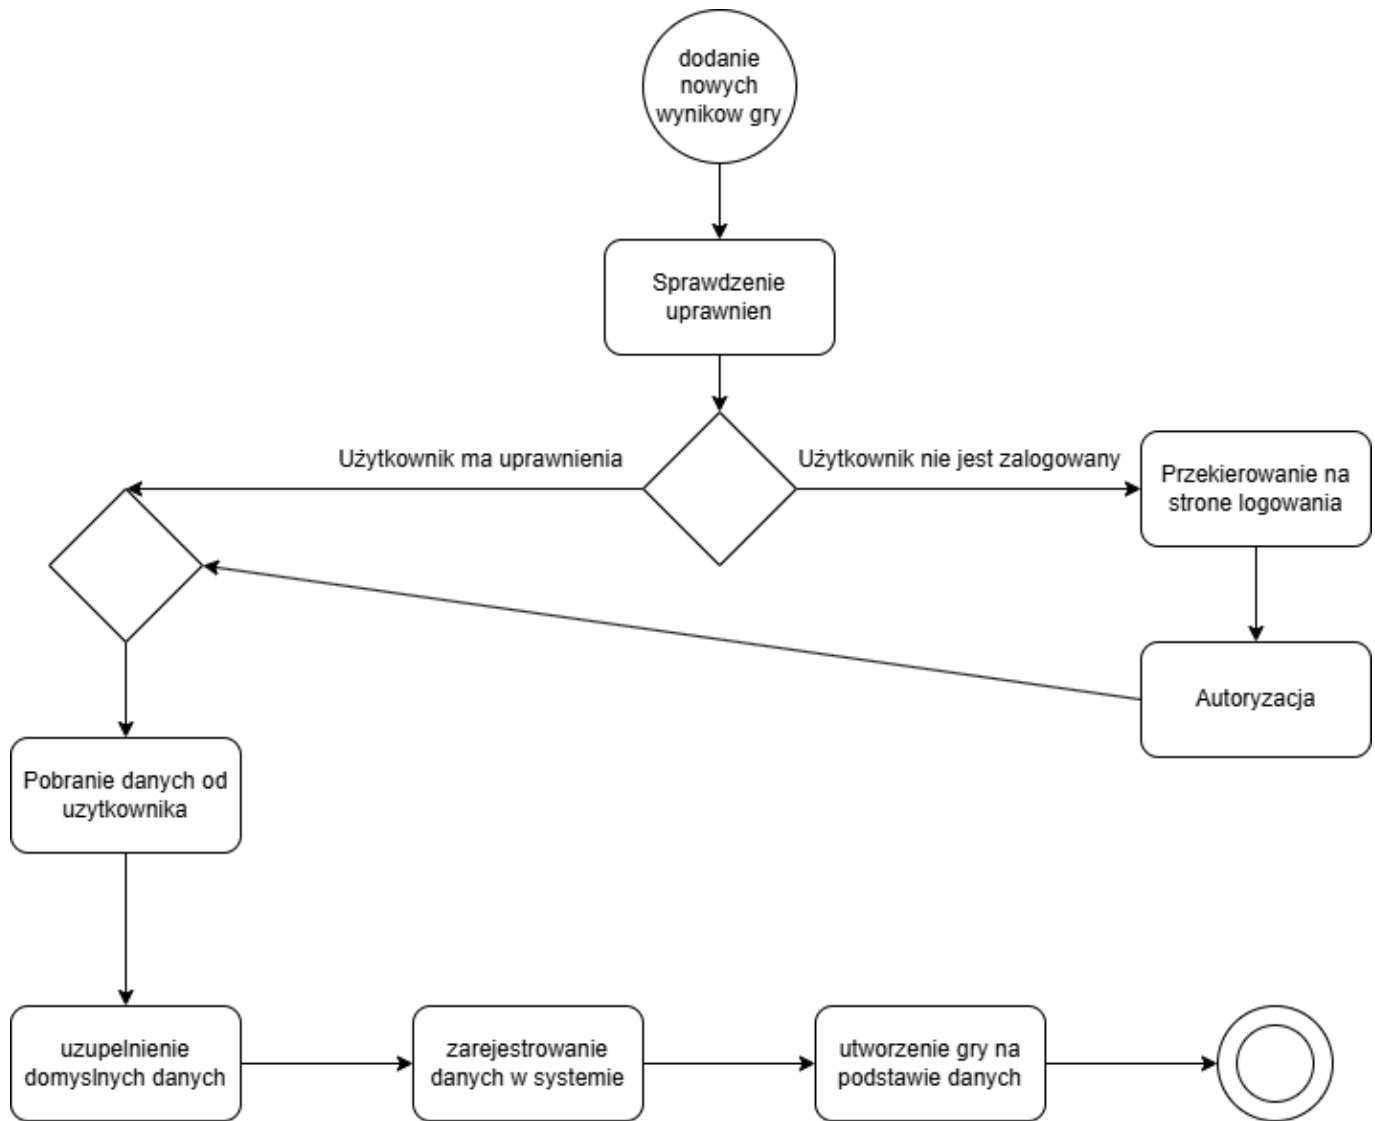 dodanie
nowych
wynikow gry
Sprawdzenie
uprawnien
Użytkownik ma uprawnienia
Użytkownik nie jest zalogowany
Przekierowanie na
strone logowania
Autoryzacja
Pobranie danych od
uzytkownika
uzupelnienie
domyslnych danych
zarejestrowanie
danych w systemie
utworzenie gry na
podstawie danych